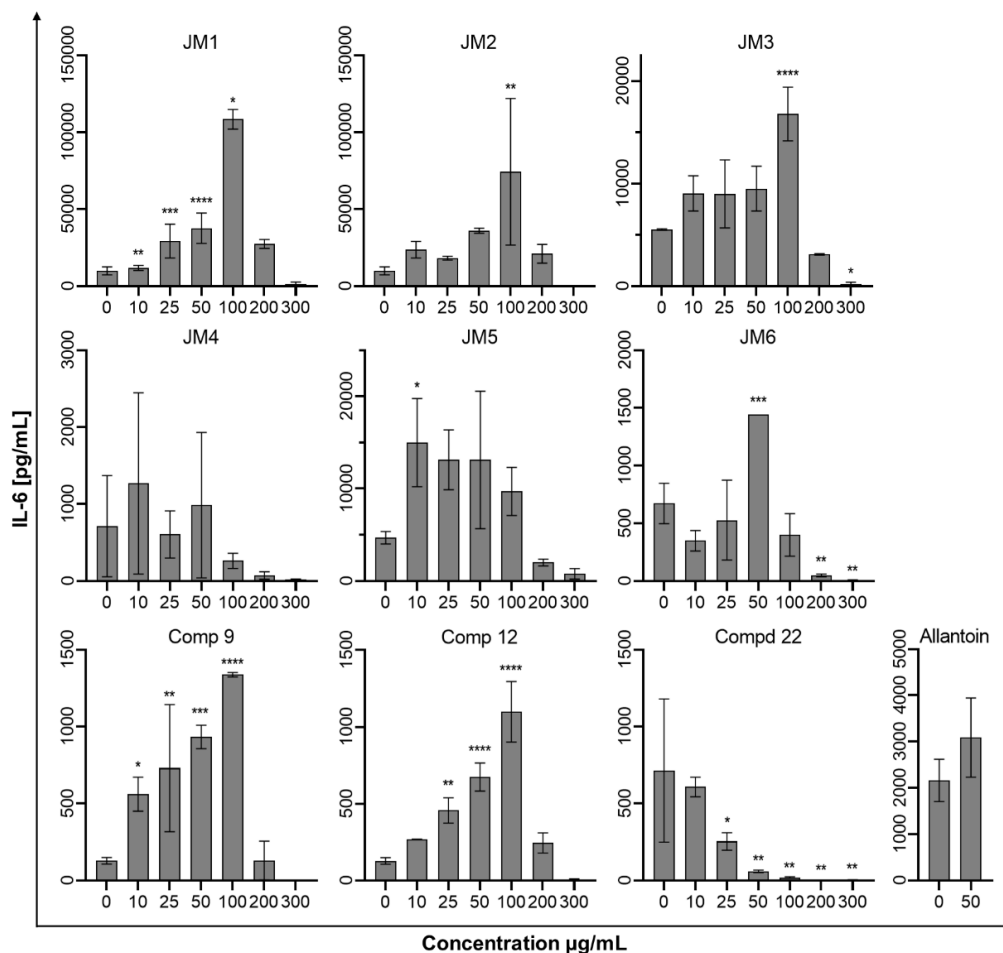 JM1 JM2 JM3
150000 150000 20000
100000 100000 10000
50000 50000 0
0 0
* ** ****
** *** **** *
0 10 25 50 100 200 300 0 10 25 50 100 200 300 0 10 25 50 100 200 300
JM4 JM5 JM6
3000 20000 2000
2000 10000 1500
1000 0 1000
0 500
0
* ***
** **
0 10 25 50 100 200 300 0 10 25 50 100 200 300 0 10 25 50 100 200 300
Comp 9 Comp 12 Compd 22 Allantoin
1500 1500 1500 5000
1000 1000 1000 4000
500 500 500 3000
0 0 0 2000
1000
0
* ** *** **** ** **** **** * ** ** ** **
0 10 25 50 100 200 300 0 10 25 50 100 200 300 0 10 25 50 100 200 300 0 50
IL-6 [pg/mL]
Concentration µg/mL